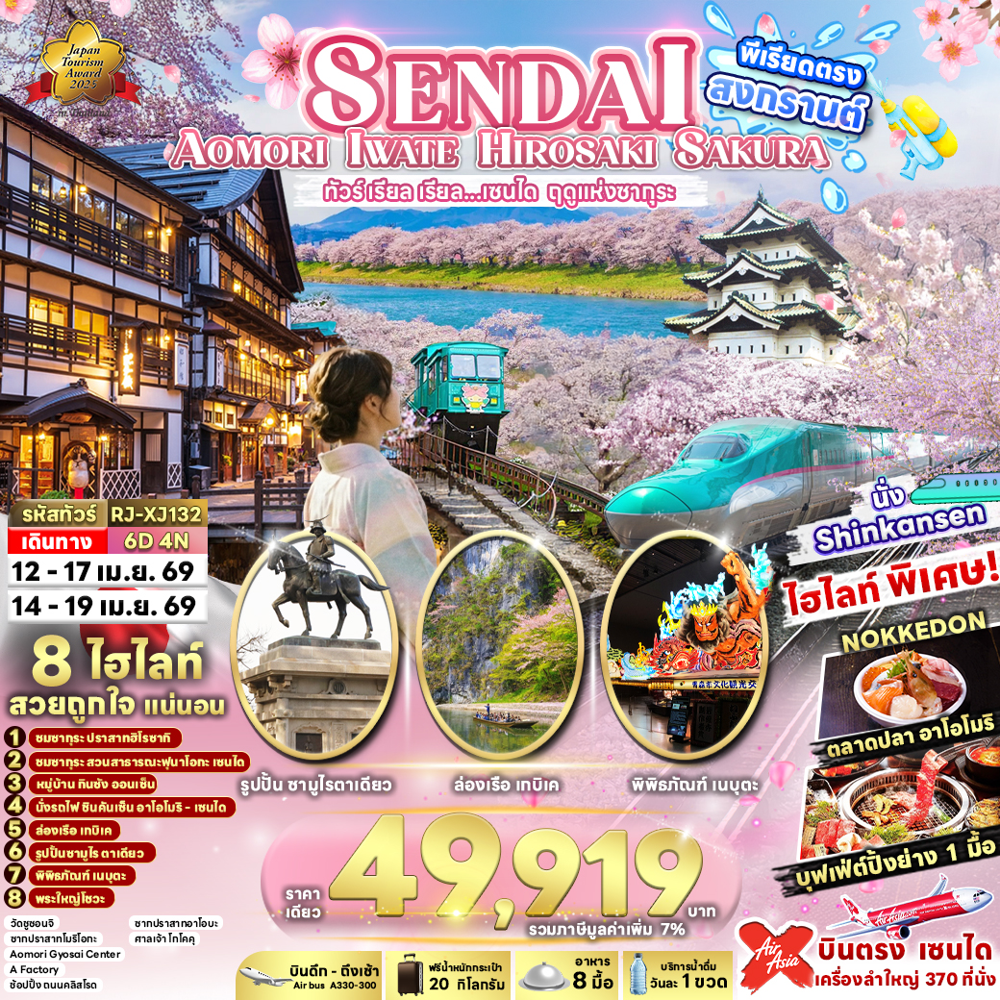 Japan
Tourism
Award
2025
in Thailand
SENDAI
พีเรียดตรง
สงกรานต์
AOMORI IWATE HIROSAKI SAKURA
ทัวร์ เรียล เรียล...เซนได ฤดูแห่งซากุระ
รหัสทัวร์ RJ-XJ132
เดินทาง 6D 4N
12 - 17 เม.ย. 69
14 - 19 เม.ย. 69
นั่ง
Shinkansen
ไฮไลท์ พิเศษ!
NOKKEDON
ตลาดปลา อาโอโมริ
บุฟเฟ่ต์ปิ้งย่าง 1 มื้อ
8 ไฮไลท์
สวยถูกใจ แน่นอน
1 ชมซากุระ ปราสาทฮิโรซากิ
2 ชมซากุระ สวนสาธารณะฟุนาโอกะ เซนได
3 หมู่บ้าน กินซัง ออนเซ็น
4 นั่งรถไฟ ชินคันเซ็น อาโอโมริ - เซนได
5 ล่องเรือ เกบิเค
6 รูปปั้นซามูไร ตาเดียว
7 พิพิธภัณฑ์ เนบุตะ
8 พระใหญ่โชวะ
รูปปั้น ซามูไรตาเดียว
ล่องเรือ เกบิเค
青森市文化観光交
พิพิธภัณฑ์ เนบุตะ
ราคา
เดียว
49,919
บาท
รวมภาษีมูลค่าเพิ่ม 7%
วัดชูซอนจิ
ซากปราสาทโมริโอกะ
Aomori Gyosai Center
A Factory
ช้อปปิ้ง ถนนคลิสโรด
ซากปราสาทอาโอบะ
ศาลเจ้า โกโคคุ
บินดึก - ถึงเช้า
Air bus A330-300
ฟรีน้ำหนักกระเป๋า
20 กิโลกรัม
อาหาร
8 มื้อ
บริการน้ำดื่ม
วันละ 1 ขวด
AirAsia
Air
Asia
X
บินตรง เซนได
เครื่องลำใหญ่ 370 ที่นั่ง